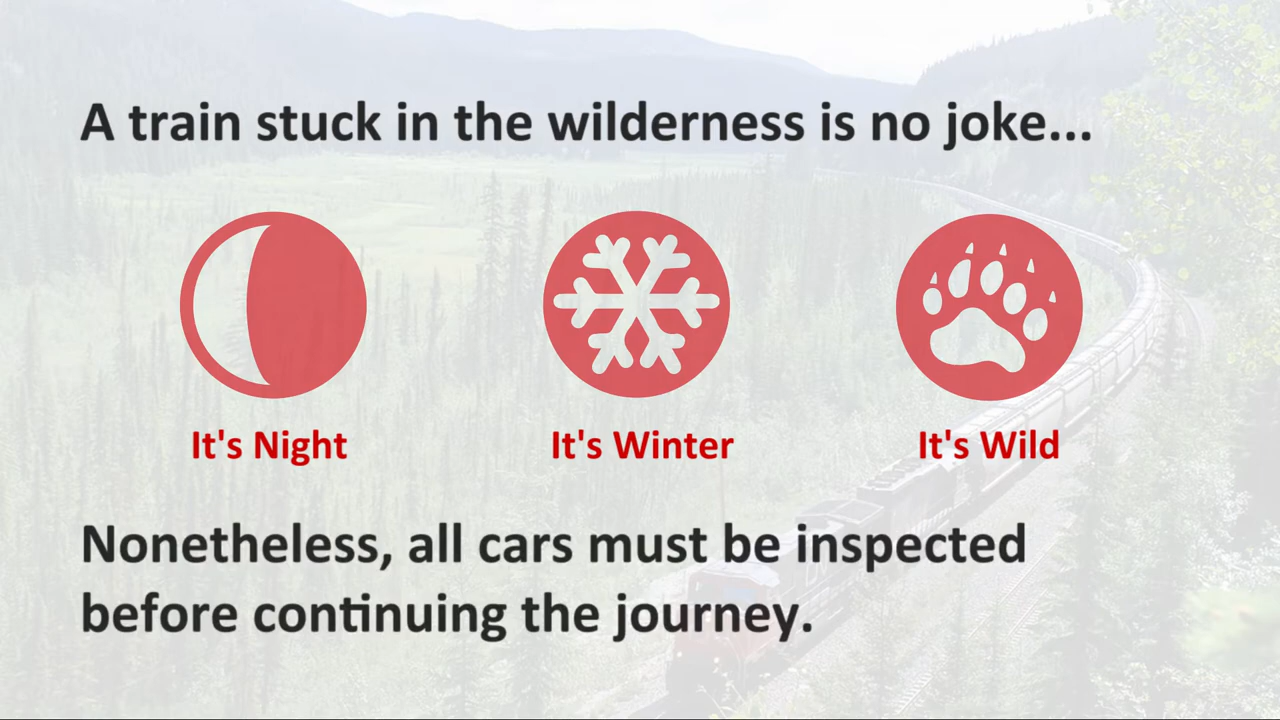 A train stuck in the wilderness is no joke...
It's Night
It's Winter
It's Wild
Nonetheless, all cars must be inspected
before continuing the journey.